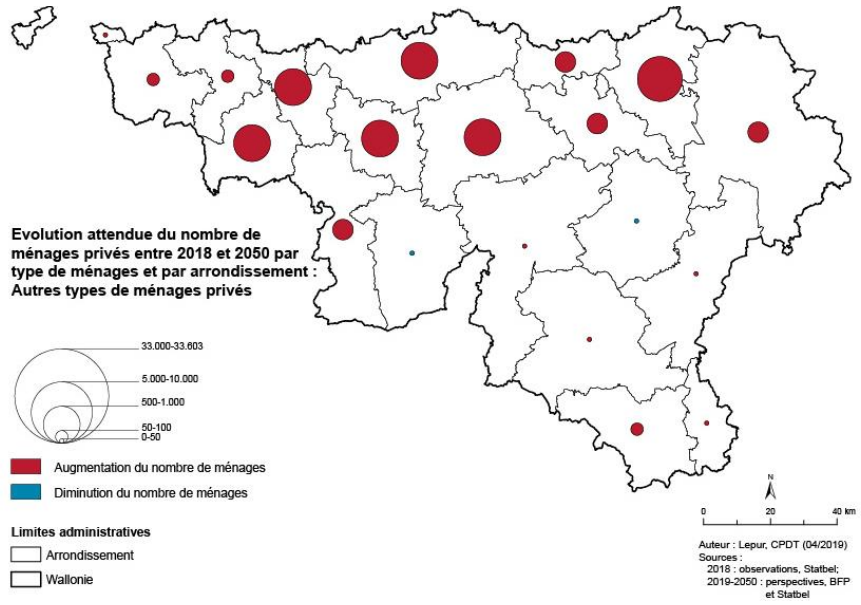 Evolution attendue du nombre de
ménages privés entre 2018 et 2050 par
type de ménages et par arrondissement :
Autres types de ménages privés
33.000-33.603
5.000-10.000
500-1.000
50-100
0-50
Augmentation du nombre de ménages
Diminution du nombre de ménages
Limites administratives
Arrondissement
Wallonie
N
0 20 40 km
Auteur : Lepur, CPDT (04/2019)
Sources :
2018 : observations, Statbel;
2019-2050 : perspectives, BFP
et Statbel